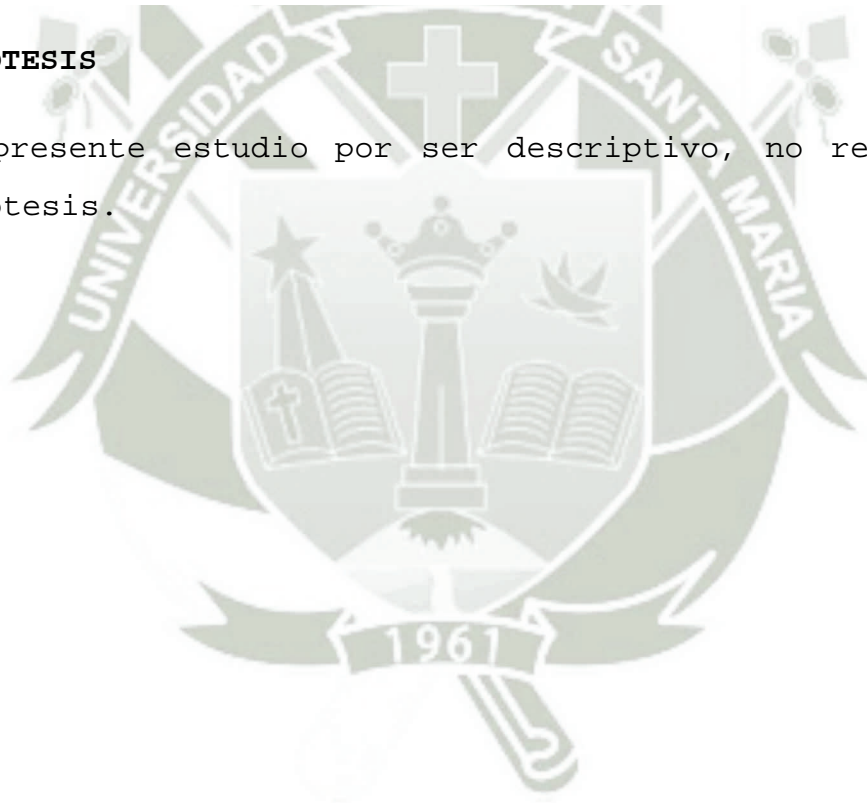 OTESIS
presente estudio por ser descriptivo, no re
otesis.
UNIVERSIDAD
SANTA MARIA
1961